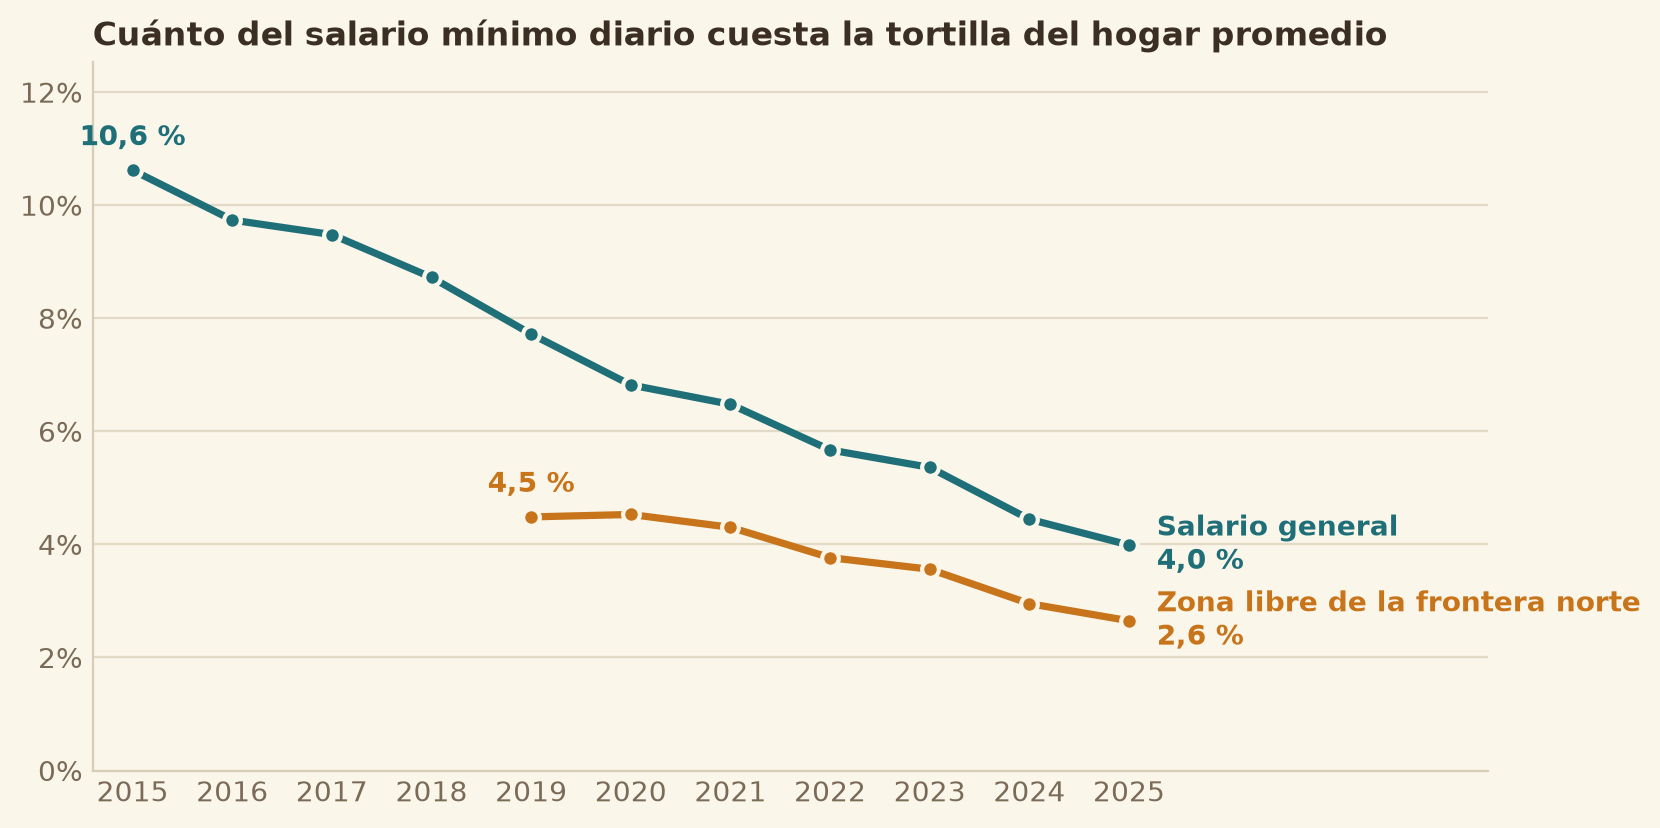 Cuánto del salario mínimo diario cuesta la tortilla del hogar promedio
12%
10,6 %
10%
8%
6%
4,5 %
Salario general
4%
4,0 %
Zona libre de la frontera norte
2,6 %
2%
0%
2015 2016 2017 2018 2019 2020 2021 2022 2023 2024 2025